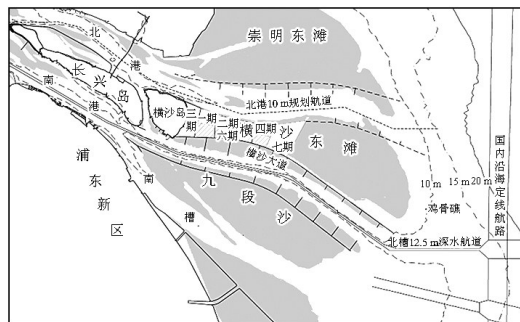 崇明东滩
北港
长兴岛
南港
北港10 m规划航道
横沙岛
三期
一期
二期
六期
横沙东滩
四期
七期
横沙大道
浦东新区
南槽
九段沙
10 m
15 m
20 m
鸡骨礁
北槽12.5 m深水航道
国内沿海定线航路